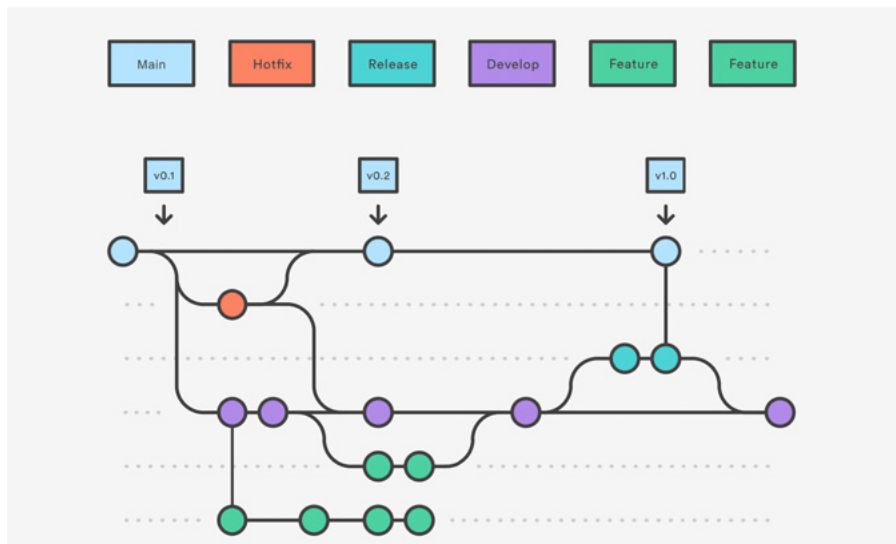 Main
Hotfix
Release
Develop
Feature
Feature
v0.1
v0.2
v1.0